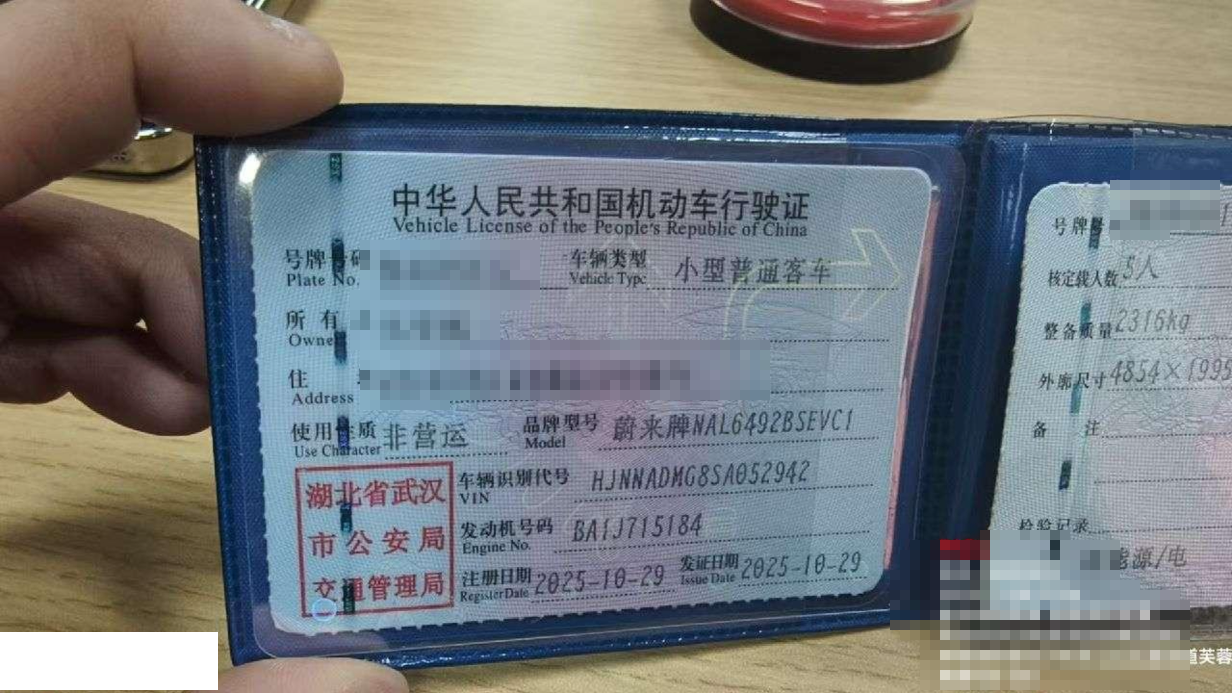 中华人民共和国机动车行驶证
Vehicle License of the People's Republic of China
号牌号码
Plate No.
车辆类型 小型普通客车
Vehicle Type
所有
Owner
住
Address
使用性质 非营运
Use Character
品牌型号 蔚来牌NAL6492BSEVC1
Model
湖北省武汉
市公安局
交通管理局
车辆识别代号 HJNNADMG8SA052942
VIN
发动机号码 BA1J715184
Engine No.
注册日期 2025-10-29
Register Date
发证日期 2025-10-29
Issue Date
号牌号
核定载人数 5人
整备质量 2316kg
外廓尺寸 4854×1995
备 注
检验记录
能源/电
道芙蓉